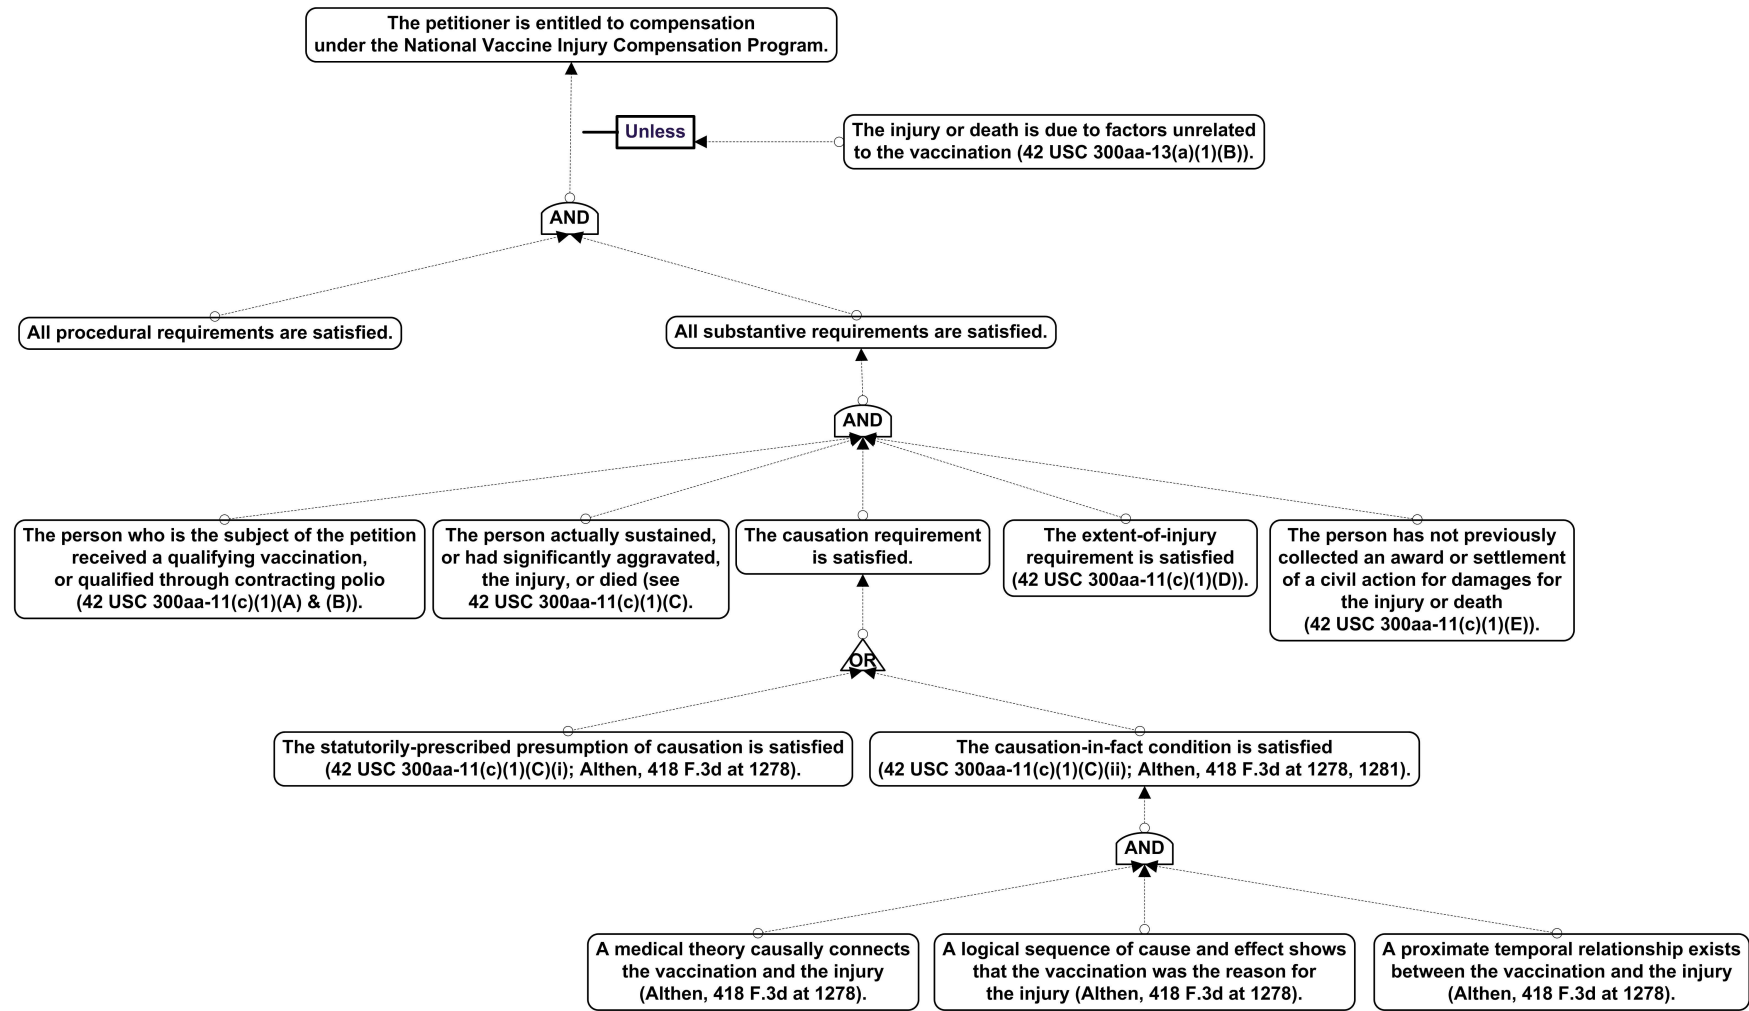 The petitioner is entitled to compensation
under the National Vaccine Injury Compensation Program.
Unless
The injury or death is due to factors unrelated
to the vaccination (42 USC 300aa-13(a)(1)(B)).
AND
All procedural requirements are satisfied.
All substantive requirements are satisfied.
AND
The person who is the subject of the petition
received a qualifying vaccination,
or qualified through contracting polio
(42 USC 300aa-11(c)(1)(A) & (B)).
The person actually sustained,
or had significantly aggravated,
the injury, or died (see
42 USC 300aa-11(c)(1)(C).
The causation requirement
is satisfied.
The extent-of-injury
requirement is satisfied
(42 USC 300aa-11(c)(1)(D)).
The person has not previously
collected an award or settlement
of a civil action for damages for
the injury or death
(42 USC 300aa-11(c)(1)(E)).
OR
The statutorily-prescribed presumption of causation is satisfied
(42 USC 300aa-11(c)(1)(C)(i); Althen, 418 F.3d at 1278).
The causation-in-fact condition is satisfied
(42 USC 300aa-11(c)(1)(C)(ii); Althen, 418 F.3d at 1278, 1281).
AND
A medical theory causally connects
the vaccination and the injury
(Althen, 418 F.3d at 1278).
A logical sequence of cause and effect shows
that the vaccination was the reason for
the injury (Althen, 418 F.3d at 1278).
A proximate temporal relationship exists
between the vaccination and the injury
(Althen, 418 F.3d at 1278).